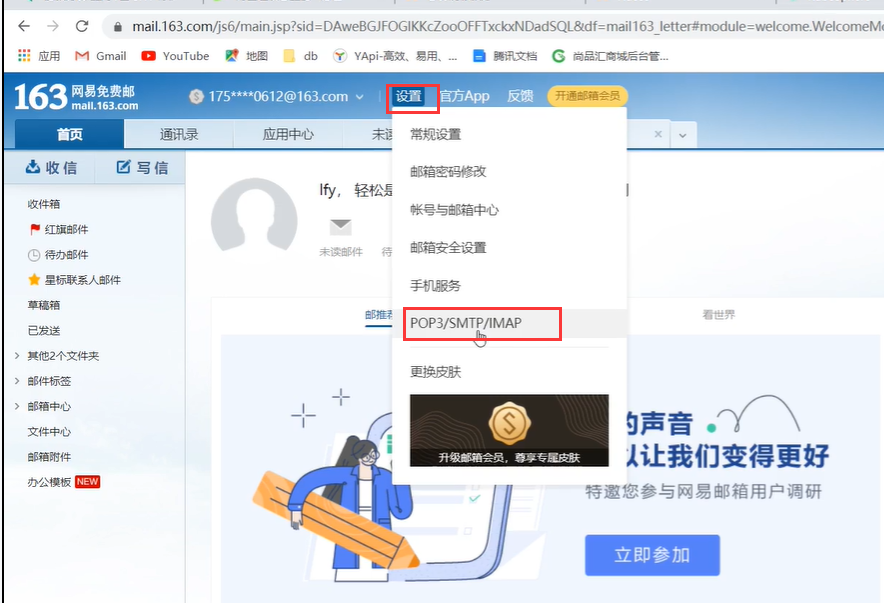 mail.163.com/js6/main.jsp?sid=DAweBGJFOGIKKcZooOFFTxckxNDadSQL&df=mail163_letter#module=welcome.WelcomeMo
应用 Gmail YouTube 地图 db YApi-高效、易用、... 腾讯文档 尚品汇商城后台管...
163 网易免费邮
mail.163.com
175****0612@163.com 设置 官方App 反馈 开通邮箱会员
首页 通讯录 应用中心 未读
收信 写信
收件箱
红旗邮件
待办邮件
星标联系人邮件
草稿箱
已发送
其他2个文件夹
邮件标签
邮箱中心
文件中心
邮箱附件
办公模板 NEW
常规设置
邮箱密码修改
帐号与邮箱中心
邮箱安全设置
手机服务
POP3/SMTP/IMAP
更换皮肤
升级邮箱会员，尊享专属皮肤
lfy， 轻松是
未读邮件 待
邮推荐
看世界
的声音
以让我们变得更好
特邀您参与网易邮箱用户调研
立即参加